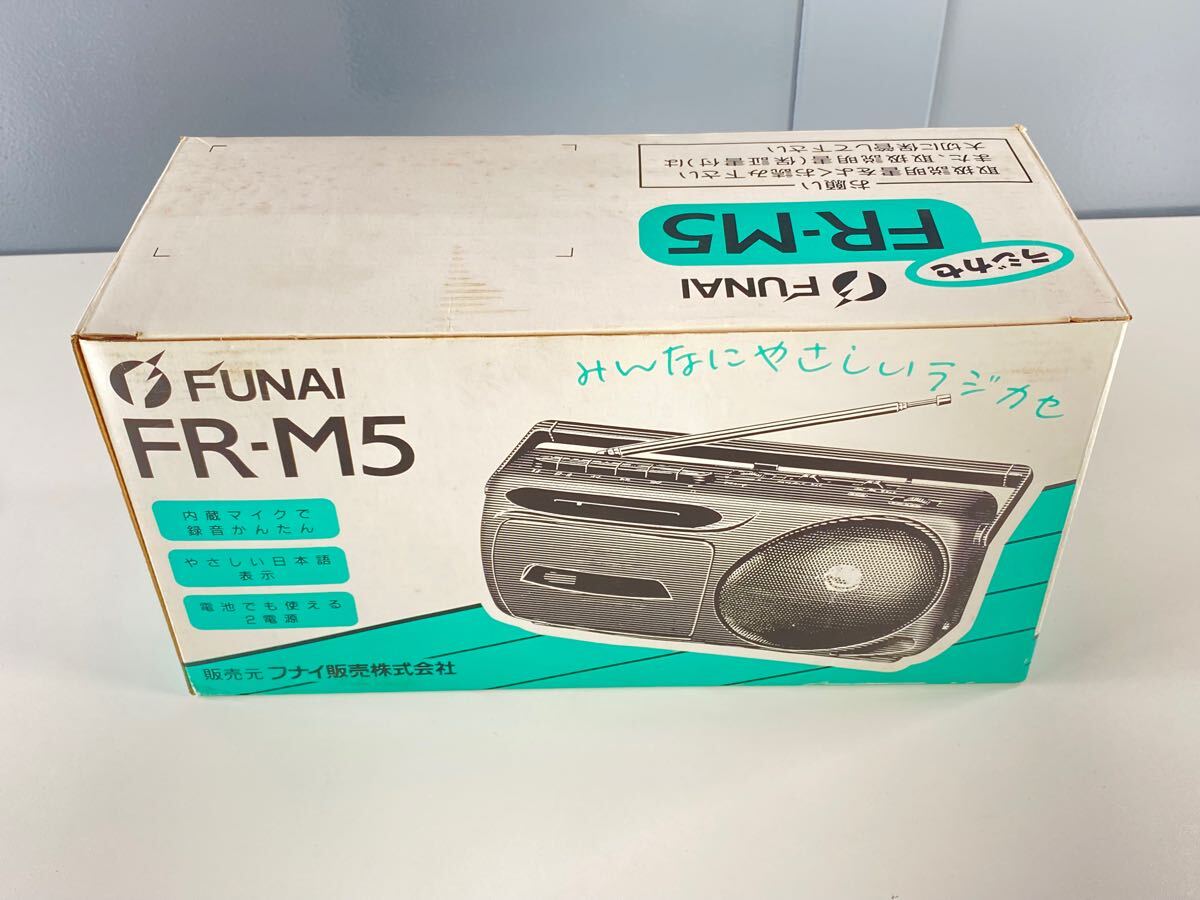 お願い
取扱説明書をよくお読み下さい
また、取扱説明書(保証書付)は
大切に保管して下さい
ラジカセ
FR-M5
FUNAI
FUNAI
FR-M5
みんなにやさしいラジカセ
内蔵マイクで
録音かんたん
やさしい日本語
表示
電池でも使える
2電源
販売元 フナイ販売株式会社